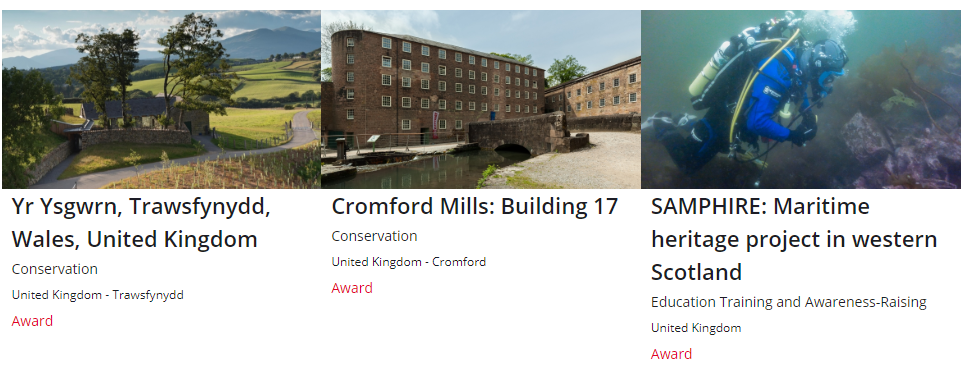 Yr Ysgwrn, Trawsfynydd,
Wales, United Kingdom
Conservation
United Kingdom - Trawsfynydd
Award
Cromford Mills: Building 17
Conservation
United Kingdom - Cromford
Award
SAMPHIRE: Maritime
heritage project in western
Scotland
Education Training and Awareness-Raising
United Kingdom
Award